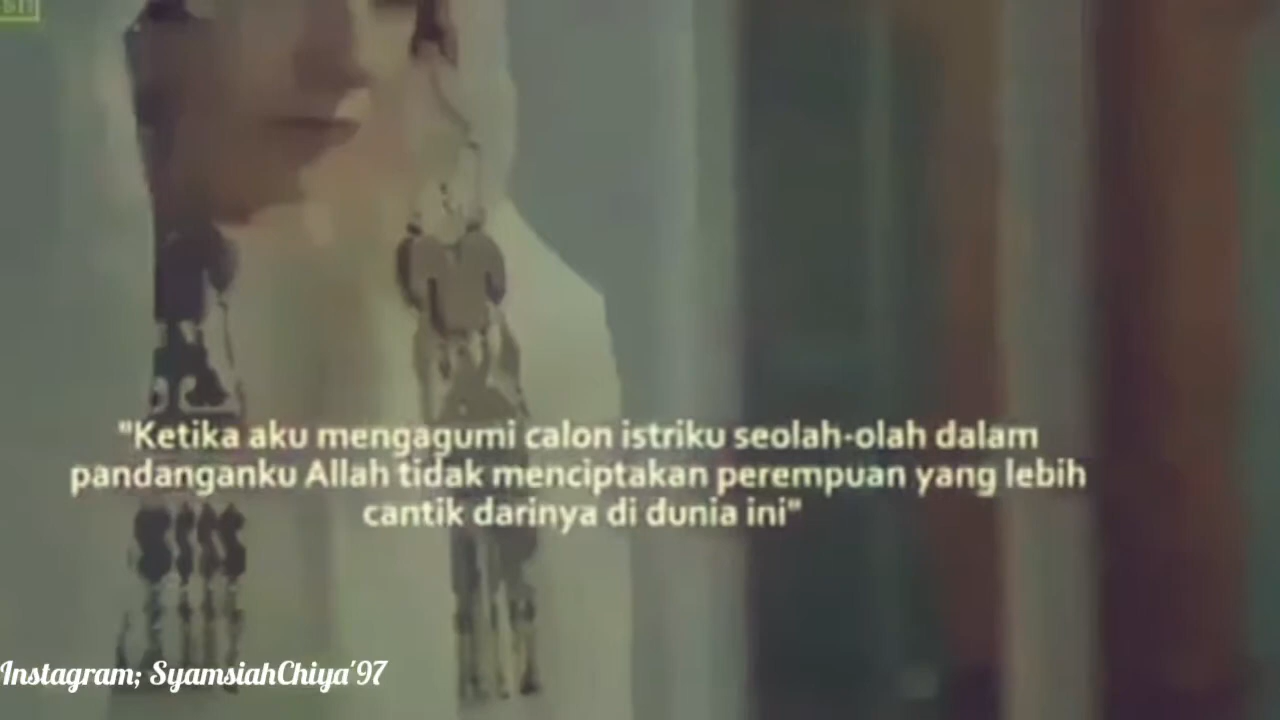 "Ketika aku mengagumi calon istriku seolah-olah dalam
pandanganku Allah tidak menciptakan perempuan yang lebih
cantik darinya di dunia ini"
Instagram; SyamsiahChiya'97